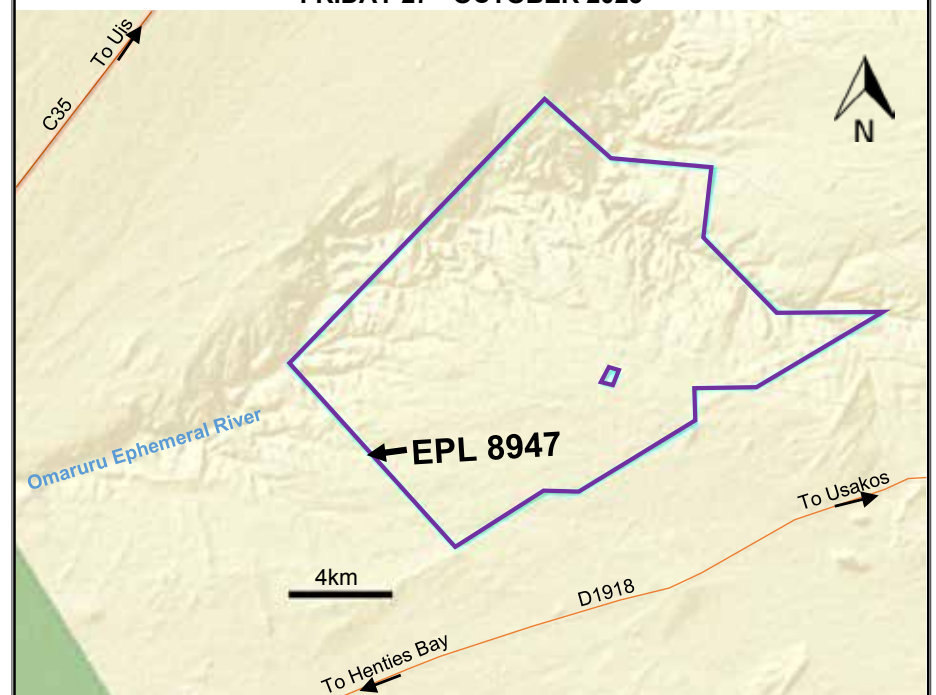 To Uis
C35
N
Omaruru Ephemeral River
EPL 8947
To Usakos
4km
D1918
To Henties Bay